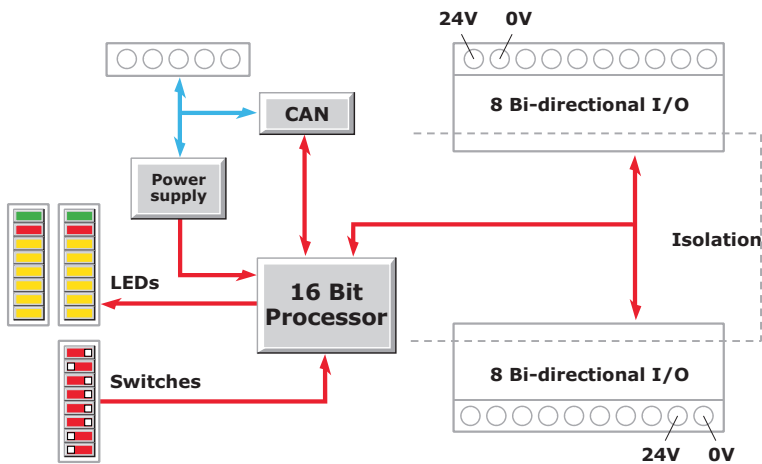 24V 0V
8 Bi-directional I/O
CAN
Power
supply
Isolation
LEDs
16 Bit
Processor
Switches
8 Bi-directional I/O
24V 0V